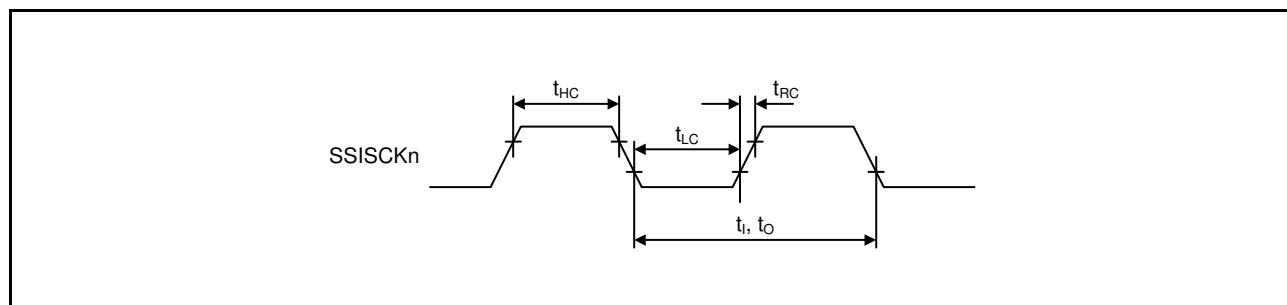 tHC
tRC
tLC
SSISCKn
tI, tO